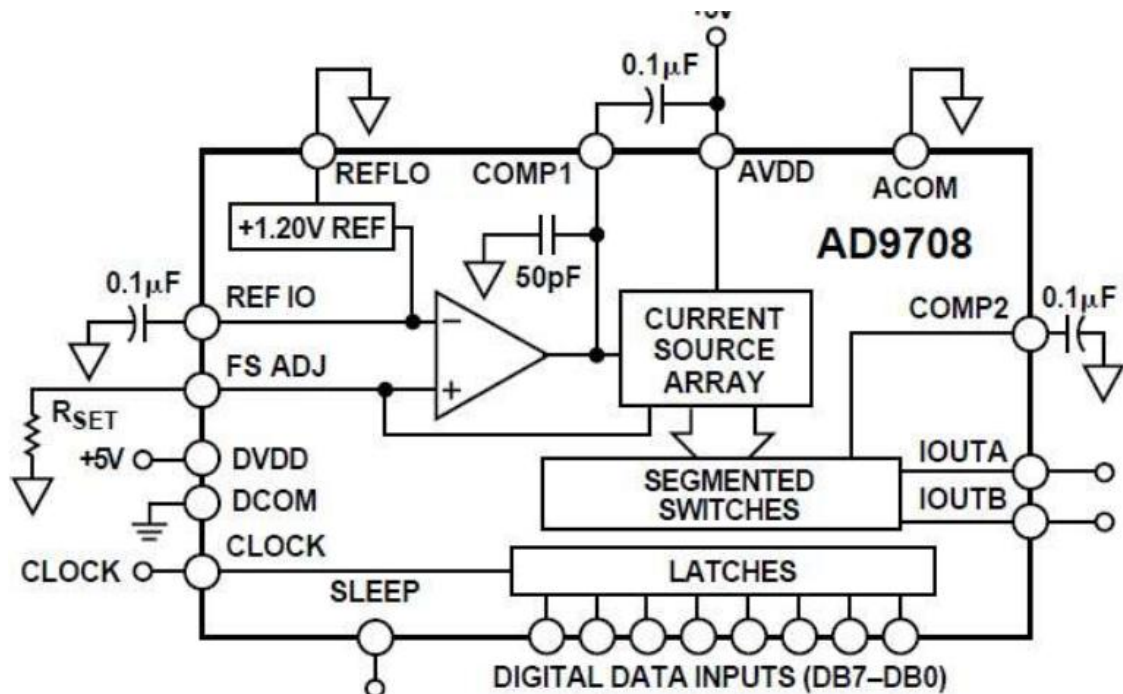 0.1µF
REFLO
COMP1
AVDD
ACOM
+1.20V REF
AD9708
50pF
0.1µF
REF IO
CURRENT
SOURCE
ARRAY
COMP2
0.1µF
FS ADJ
RSET
+5V
DVDD
SEGMENTED
SWITCHES
IOUTA
IOUTB
DCOM
CLOCK
CLOCK
LATCHES
SLEEP
DIGITAL DATA INPUTS (DB7–DB0)